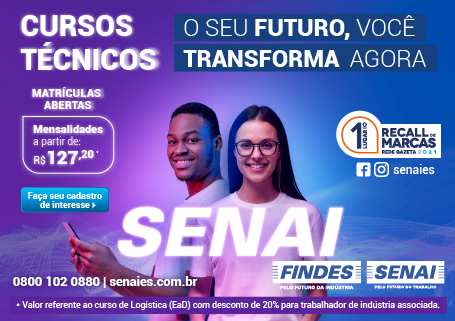 CURSOS
TÉCNICOS
O SEU FUTURO, VOCÊ
TRANSFORMA AGORA
MATRÍCULAS
ABERTAS
Mensalidades
a partir de:
R$ 127,20 *
Faça seu cadastro
de interesse
1
LUGAR
RECALL DE
MARCAS
REDE GAZETA 2021
senaies
SENAI
0800 102 0880 | senaies.com.br
FINDES
PELO FUTURO DA INDÚSTRIA
SENAI
PELO FUTURO DO TRABALHO
* Valor referente ao curso de Logística (EaD) com desconto de 20% para trabalhador de indústria associada.